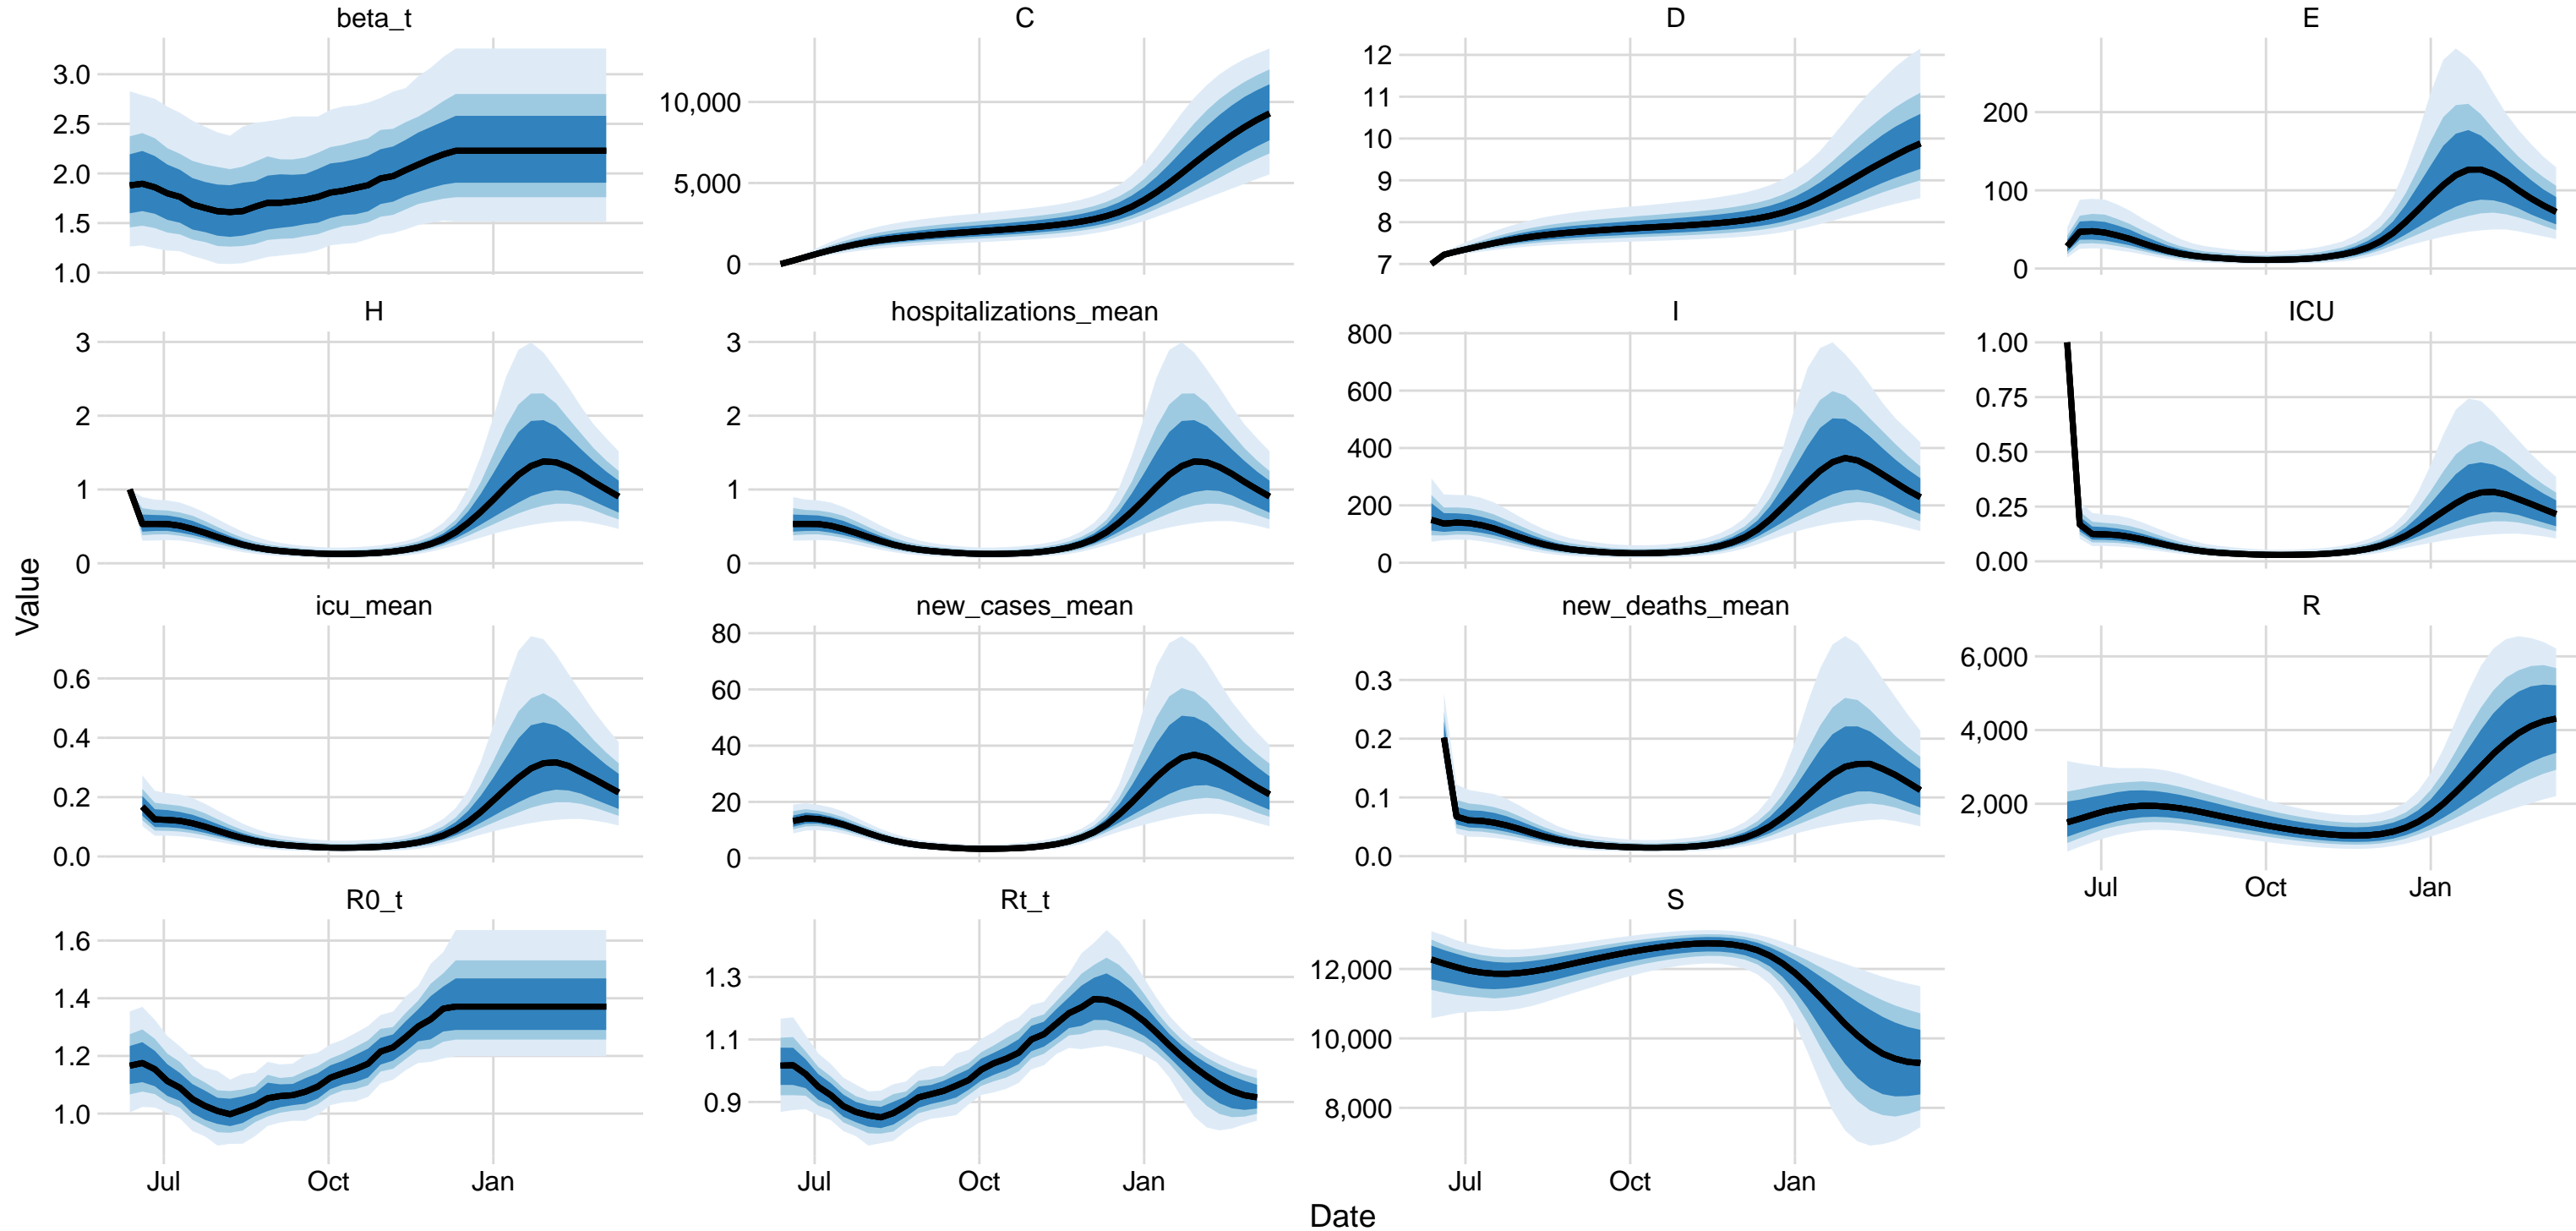 beta_t
C
D
E
3.0
2.5
2.0
1.5
1.0
10,000
5,000
0
12
11
10
9
8
7
200
100
0
H
hospitalizations_mean
I
ICU
3
2
1
0
3
2
1
0
800
600
400
200
0
1.00
0.75
0.50
0.25
0.00
icu_mean
new_cases_mean
new_deaths_mean
R
0.6
0.4
0.2
0.0
80
60
40
20
0
0.3
0.2
0.1
0.0
6,000
4,000
2,000
Jul Oct Jan
R0_t
Rt_t
S
1.6
1.4
1.2
1.0
1.3
1.1
0.9
12,000
10,000
8,000
Jul Oct Jan
Jul Oct Jan
Jul Oct Jan
Value
Date